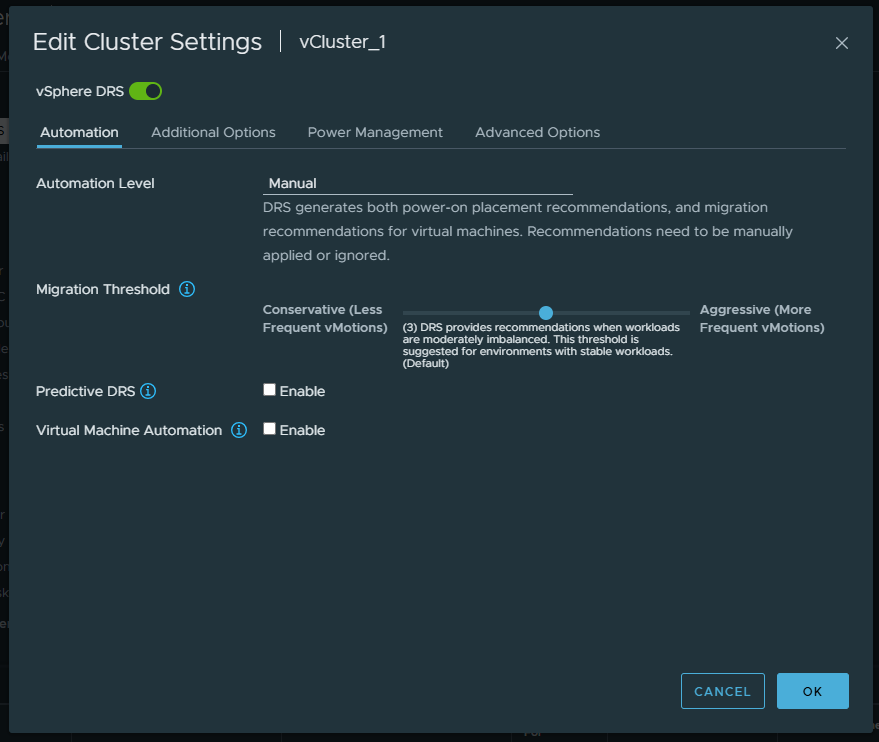 Edit Cluster Settings | vCluster_1
vSphere DRS
Automation Additional Options Power Management Advanced Options
Automation Level
Manual
DRS generates both power-on placement recommendations, and migration
recommendations for virtual machines. Recommendations need to be manually
applied or ignored.
Migration Threshold
Conservative (Less
Frequent vMotions)
(3) DRS provides recommendations when workloads
are moderately imbalanced. This threshold is
suggested for environments with stable workloads.
(Default)
Aggressive (More
Frequent vMotions)
Predictive DRS
Enable
Virtual Machine Automation
Enable
CANCEL OK